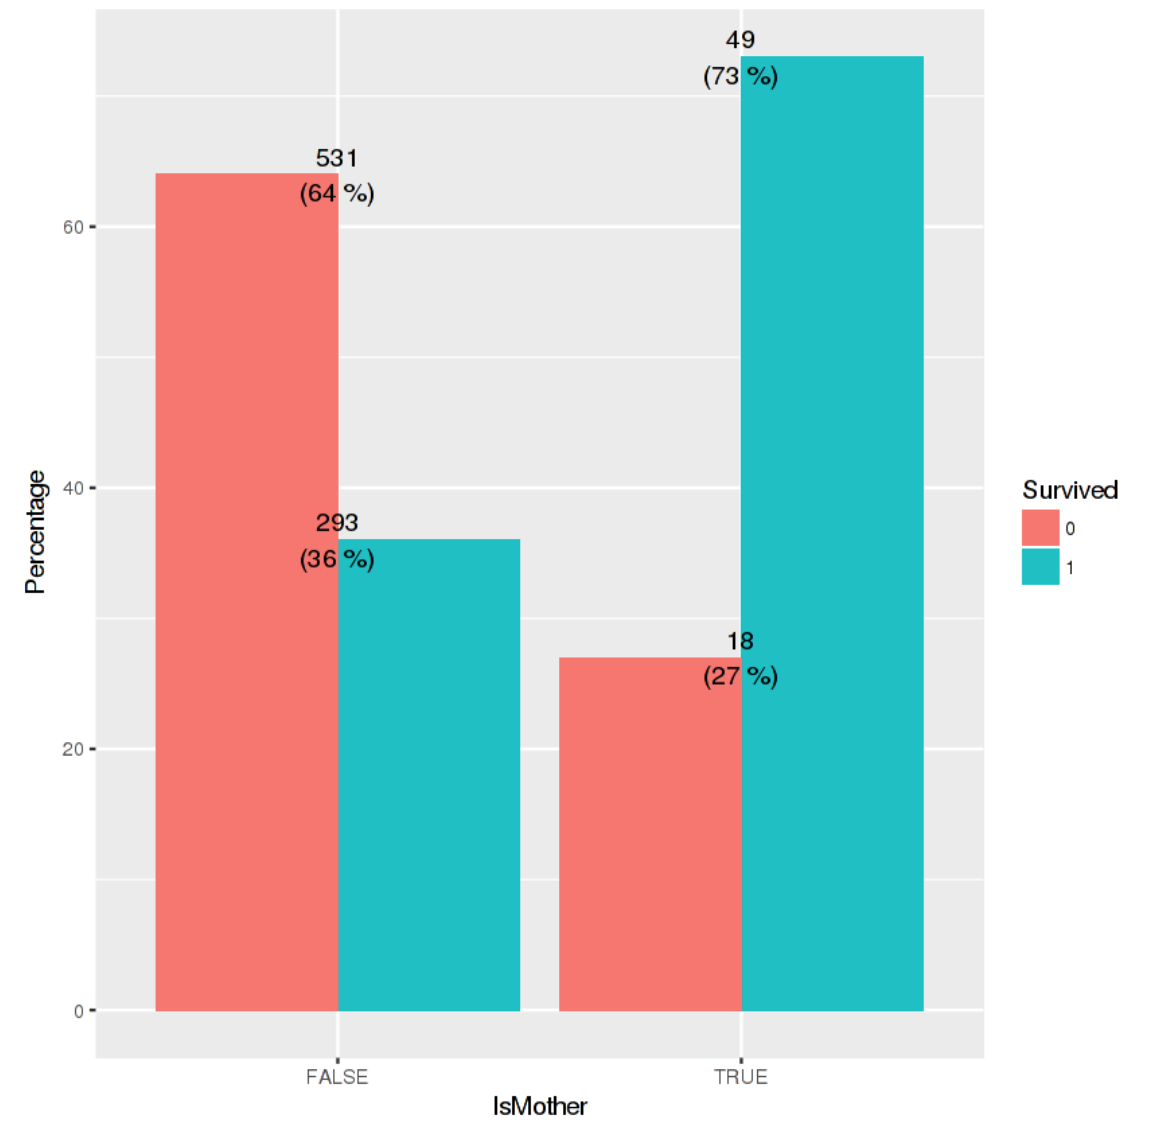 49
(73 %)
531
(64 %)
60
40
293
(36 %)
Percentage
Survived
0
1
18
(27 %)
20
0
FALSE
TRUE
IsMother